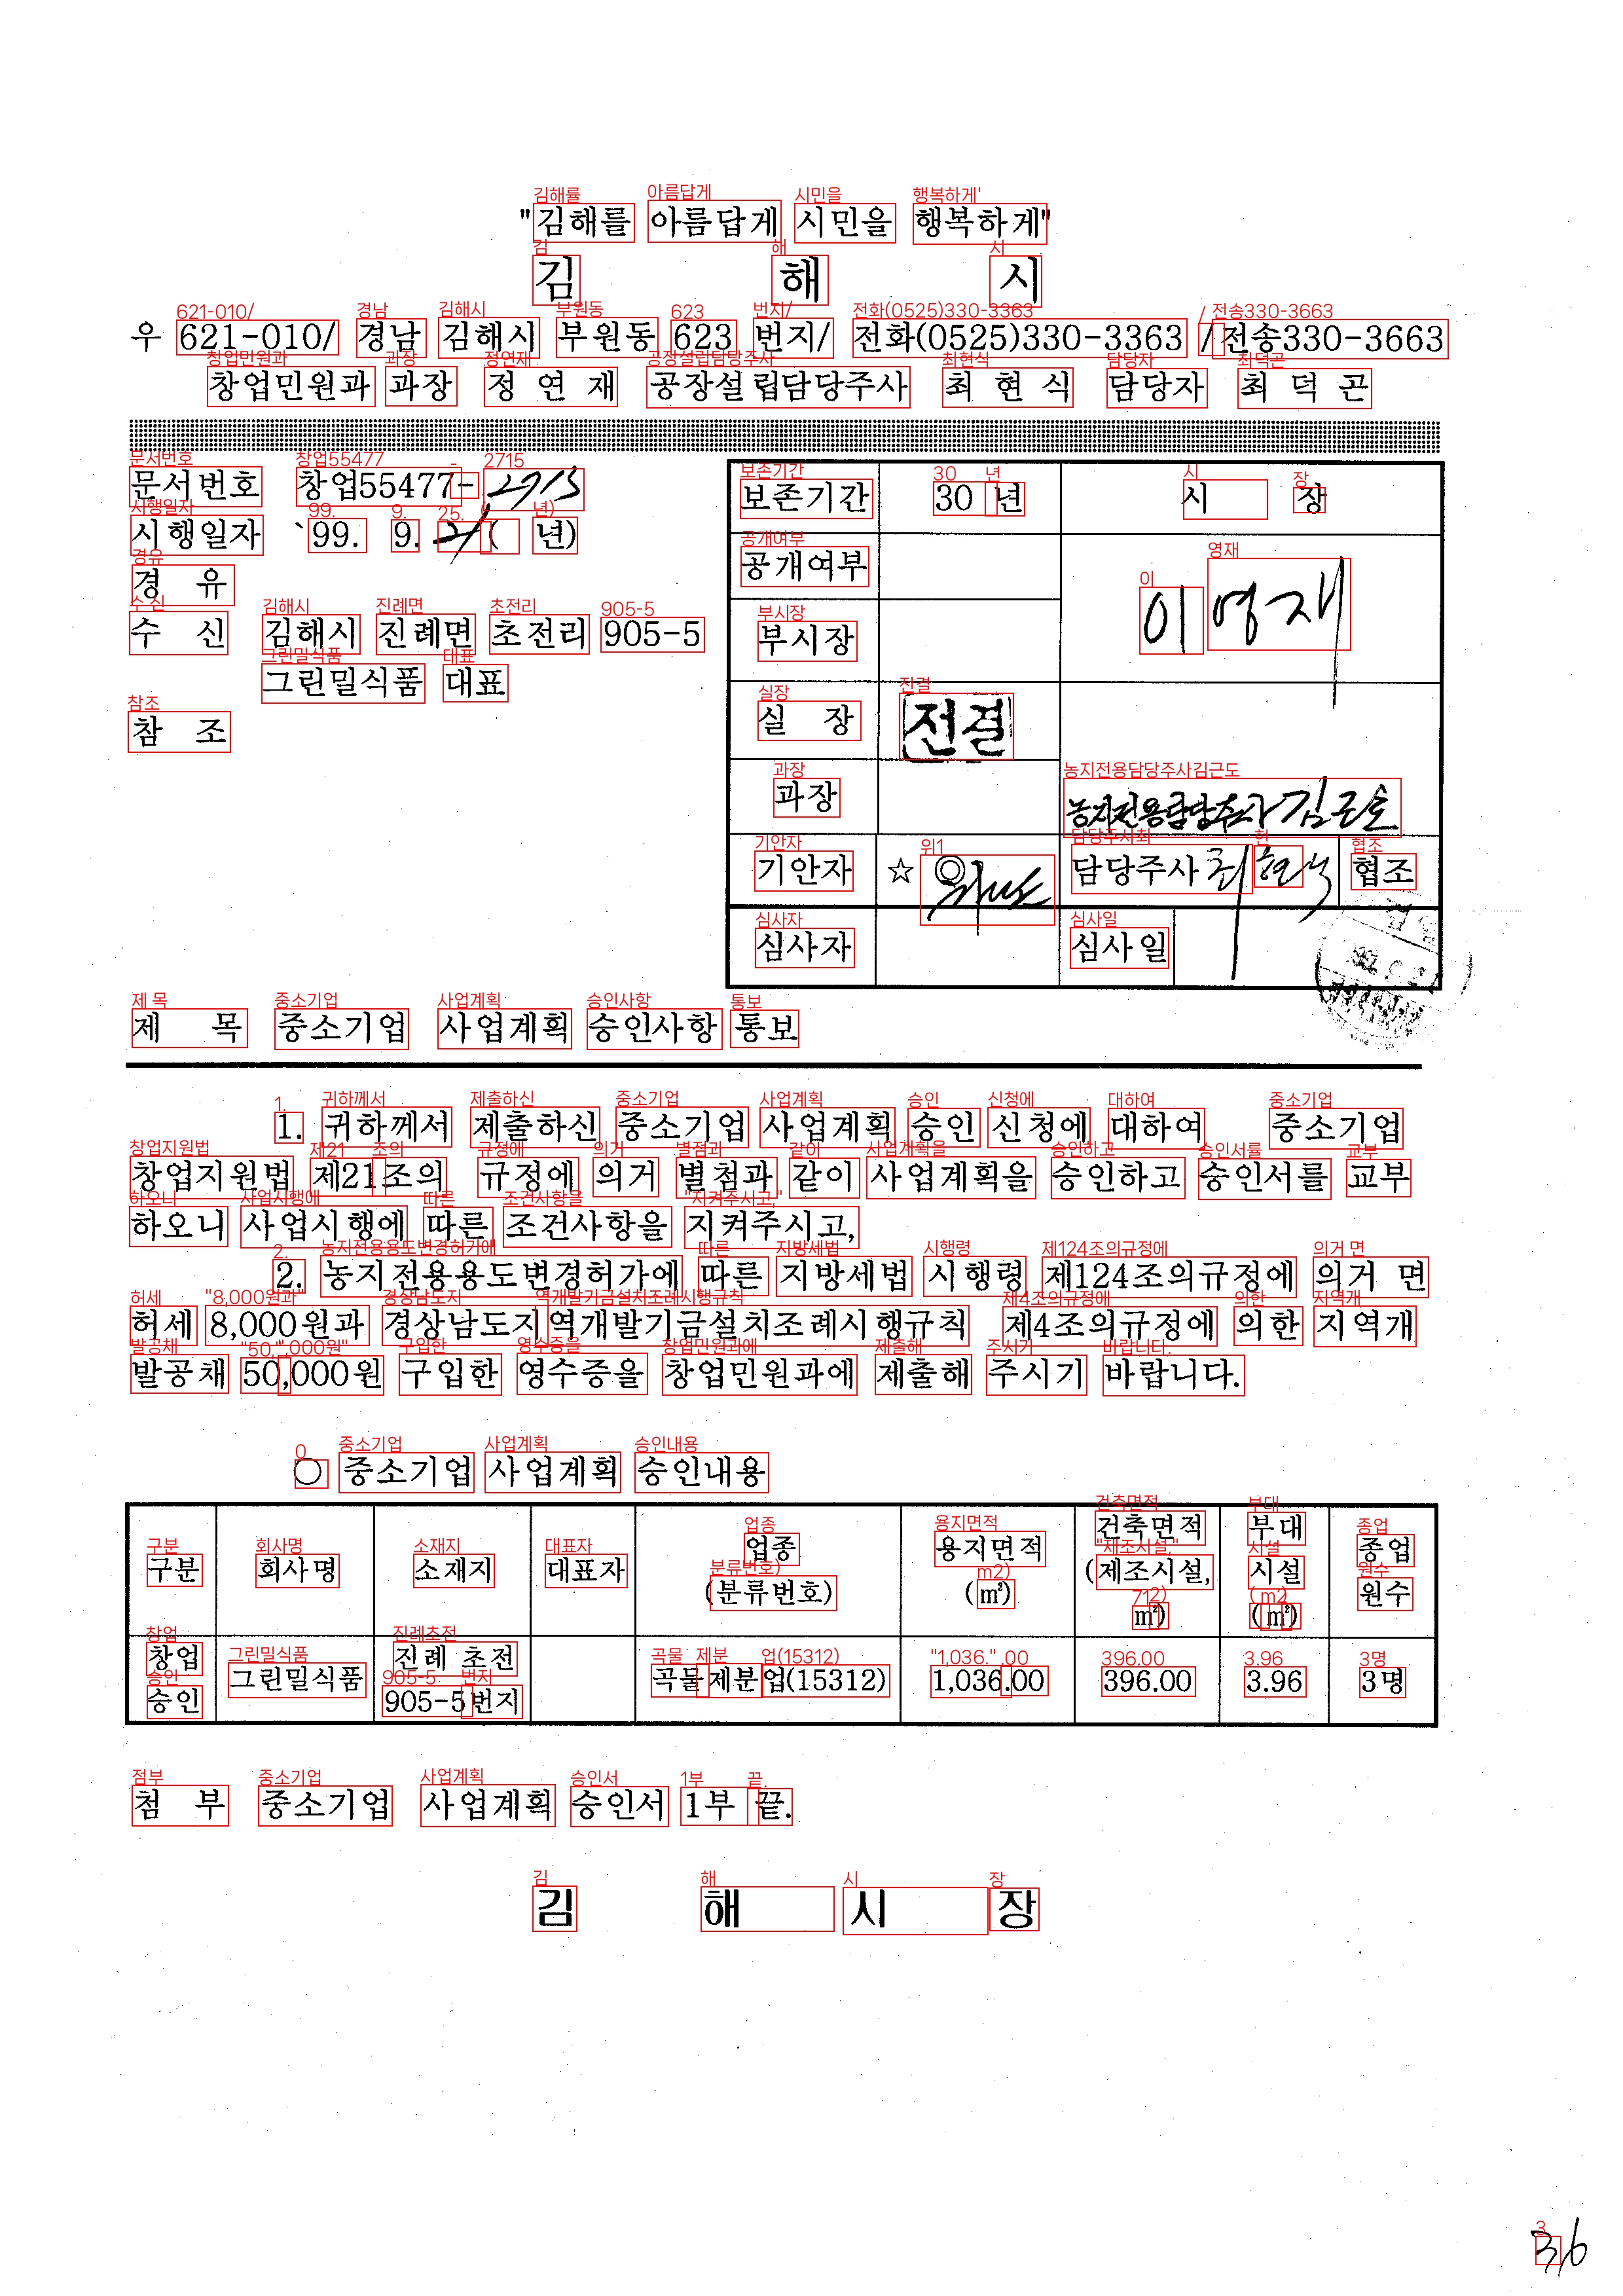 "김해를 아름답게 시민을 행복하게"
김 해 시
우 621-010/ 경남 김해시 부원동 623 번지/ 전화(0525)330-3363 /전송330-3663
창업민원과 과장 정 연 재 공장설립담당주사 최 현 식 담당자 최 덕 곤
문서번호 창업55477- 2715
시행일자 `99. 9. ( 년)
경 유
수 신 김해시 진례면 초전리 905-5
그린밀식품 대표
참 조
보존기간 30 년 시 장
공개여부
이영재
부시장
실 장 전결
과장
농지전용담당주사 김근호
기안자 ☆ ◎ 담당주사 최현식 협조
심사자 심사일
제 목 중소기업 사업계획 승인사항 통보
1. 귀하께서 제출하신 중소기업 사업계획 승인 신청에 대하여 중소기업
창업지원법 제21조의 규정에 의거 별첨과 같이 사업계획을 승인하고 승인서를 교부
하오니 사업시행에 따른 조건사항을 지켜주시고,
2. 농지전용용도변경허가에 따른 지방세법 시행령 제124조의규정에 의거 면
허세 8,000원과 경상남도지역개발기금설치조례시행규칙 제4조의규정에 의한 지역개
발공채 50,000원 구입한 영수증을 창업민원과에 제출해 주시기 바랍니다.
○ 중소기업 사업계획 승인내용
구분 회사명 소재지 대표자 업종 (분류번호) 용지면적 (㎡) 건축면적 (제조시설, ㎡) 부대 시설 (㎡) 종업 원수
창업 승인 그린밀식품 진례 초전 905-5번지 곡물제분업(15312) 1,036.00 396.00 3.96 3명
첨 부 중소기업 사업계획 승인서 1부 끝.
김 해 시 장
36